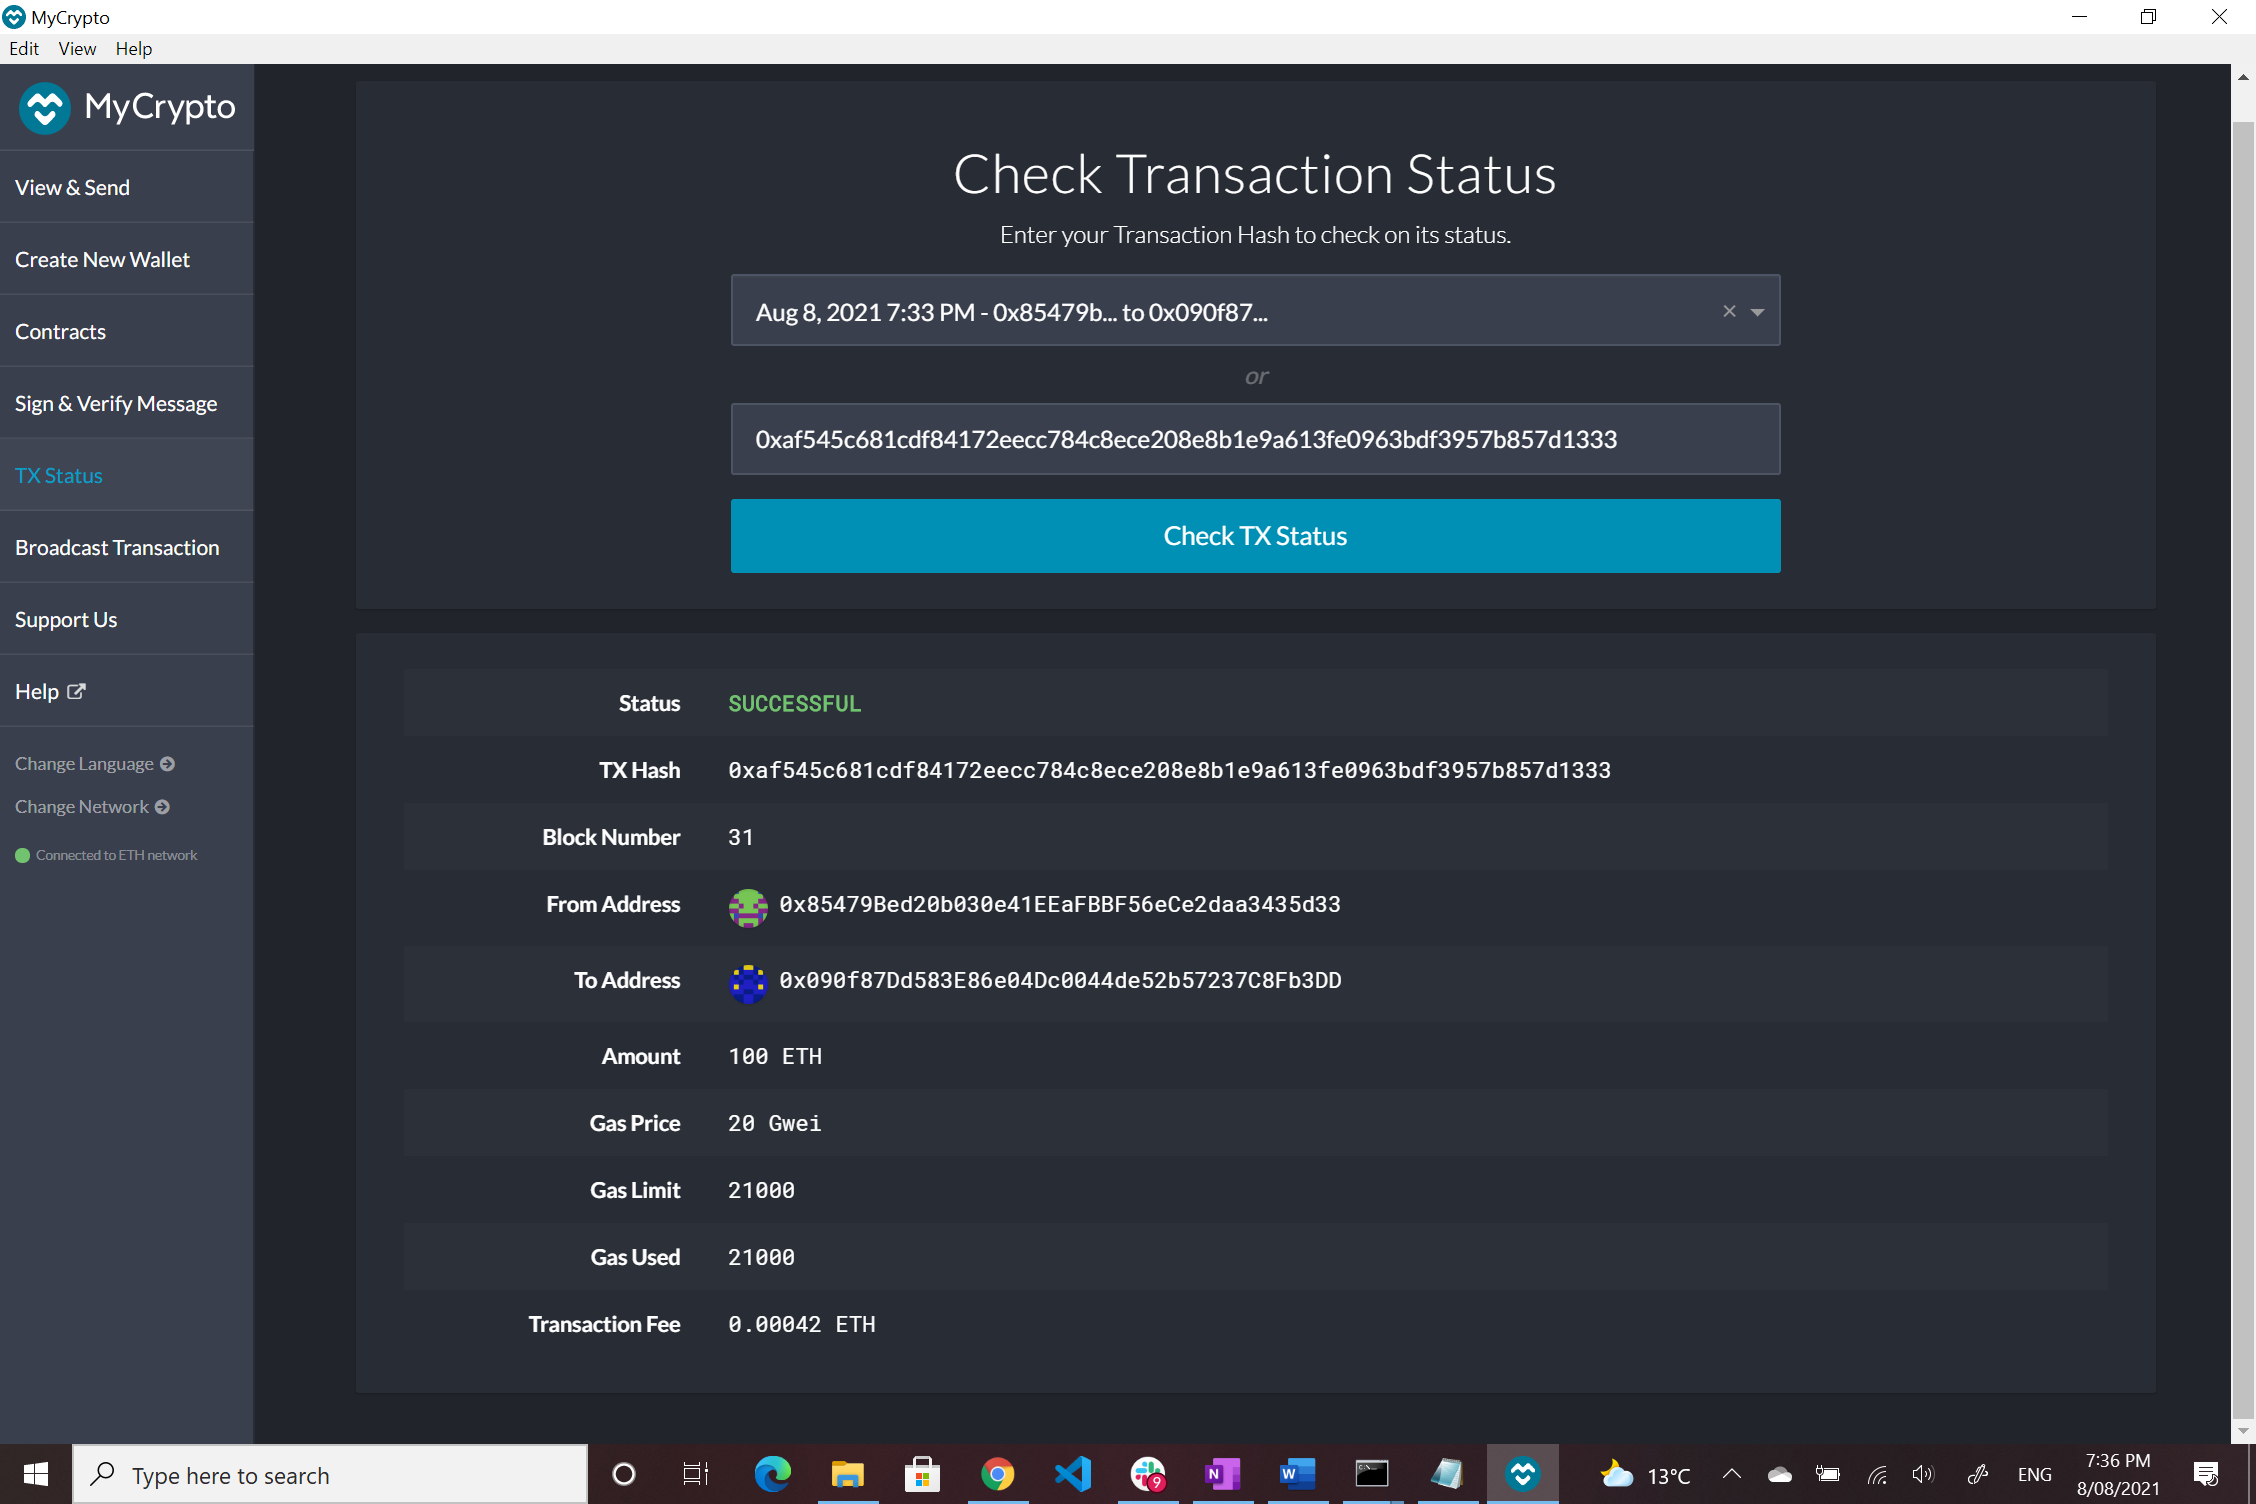 MyCrypto
Edit View Help
MyCrypto
View & Send
Create New Wallet
Contracts
Sign & Verify Message
TX Status
Broadcast Transaction
Support Us
Help
Change Language
Change Network
Connected to ETH network
Check Transaction Status
Enter your Transaction Hash to check on its status.
Aug 8, 2021 7:33 PM - 0x85479b... to 0x090f87...
or
0xaf545c681cdf84172eecc784c8ece208e8b1e9a613fe0963bdf3957b857d1333
Check TX Status
Status SUCCESSFUL
TX Hash 0xaf545c681cdf84172eecc784c8ece208e8b1e9a613fe0963bdf3957b857d1333
Block Number 31
From Address 0x85479Bed20b030e41EEaFBBF56eCe2daa3435d33
To Address 0x090f87Dd583E86e04Dc0044de52b57237C8Fb3DD
Amount 100 ETH
Gas Price 20 Gwei
Gas Limit 21000
Gas Used 21000
Transaction Fee 0.00042 ETH
Type here to search
9
N
W
13°C
ENG
7:36 PM
8/08/2021